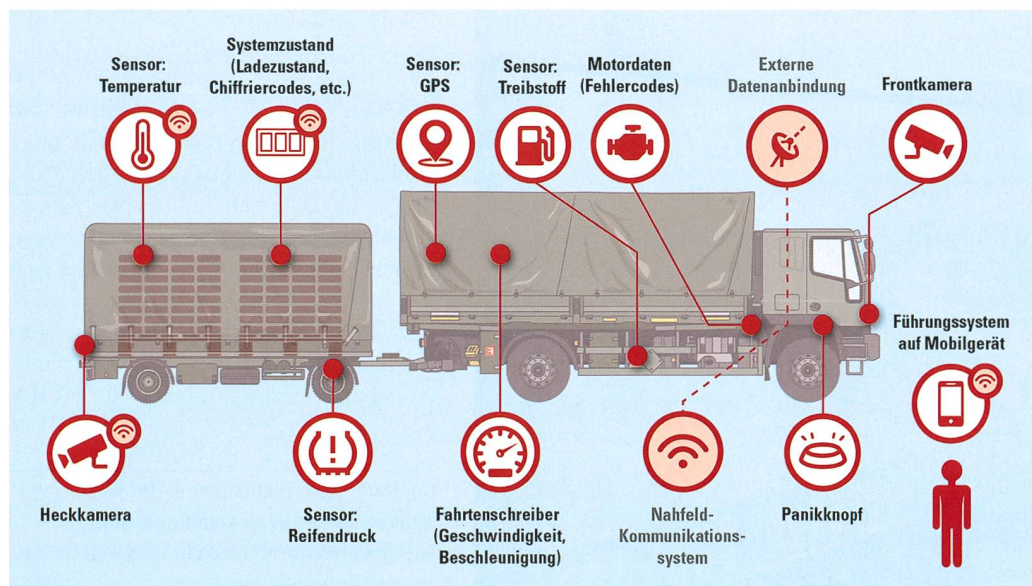 Sensor:
Temperatur
Systemzustand
(Ladezustand,
Chiffriercodes, etc.)
Sensor:
GPS
Sensor:
Treibstoff
Motordaten
(Fehlercodes)
Externe
Datenanbindung
Frontkamera
Führungssystem
auf Mobilgerät
Heckkamera
Sensor:
Reifendruck
Fahrtenschreiber
(Geschwindigkeit,
Beschleunigung)
Nahfeld-
Kommunikations-
system
Panikknopf